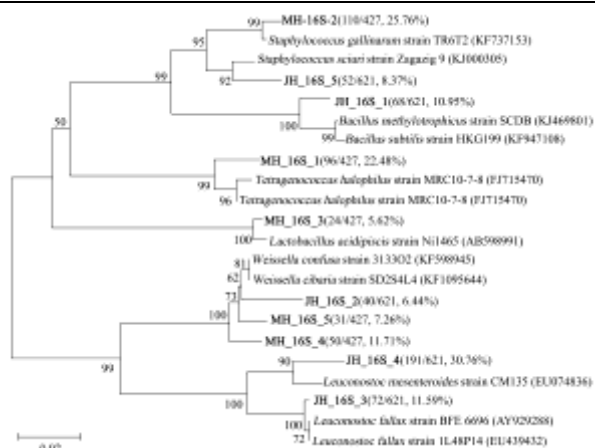 99 MH-16S-2(110/427, 25.76%)
Staphylococcus gallinarum strain TR6T2 (KF737153)
95
Staphylococcus sciuri strain Zagazig 9 (KJ000305)
99 92 JH_16S_5(52/621, 8.37%)
JH_16S_1(68/621, 10.95%)
50 Bacillus methylotrophicus strain SCDB (KJ469801)
100
99 Bacillus subtilis strain HKG199 (KF947108)
MH_16S_1(96/427, 22.48%)
99 Tetragenococcus halophilus strain MRC10-7-8 (FJ715470)
96 Tetragenococcus halophilus strain MRC10-7-8 (FJ715470)
MH_16S_3(24/427, 5.62%)
100 Lactobacillus acidipiscis strain Ni1465 (AB598991)
81 Weissella confusa strain 3133O2 (KF598945)
62 Weissella cibaria strain SD2S4L4 (KF1095644)
73 JH_16S_2(40/621, 6.44%)
100 MH_16S_5(31/427, 7.26%)
MH_16S_4(50/427, 11.71%)
99 90 JH_16S_4(191/621, 30.76%)
Leuconostoc mesenteroides strain CM135 (EU074836)
100 JH_16S_3(72/621, 11.59%)
100 Leuconostoc fallax strain BFE 6696 (AY929288)
72 Leuconostoc fallax strain IL48P14 (EU439432)